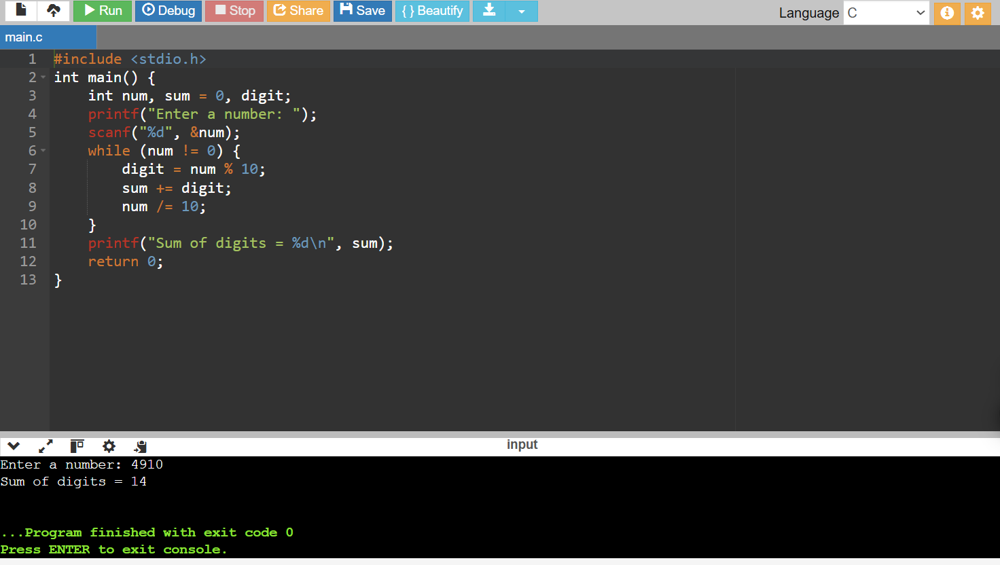 Run Debug Stop Share Save { } Beautify Language C
main.c
1 #include <stdio.h>
2 int main() {
3     int num, sum = 0, digit;
4     printf("Enter a number: ");
5     scanf("%d", &num);
6     while (num != 0) {
7         digit = num % 10;
8         sum += digit;
9         num /= 10;
10     }
11     printf("Sum of digits = %d\n", sum);
12     return 0;
13 }
input
Enter a number: 4910
Sum of digits = 14
...Program finished with exit code 0
Press ENTER to exit console.